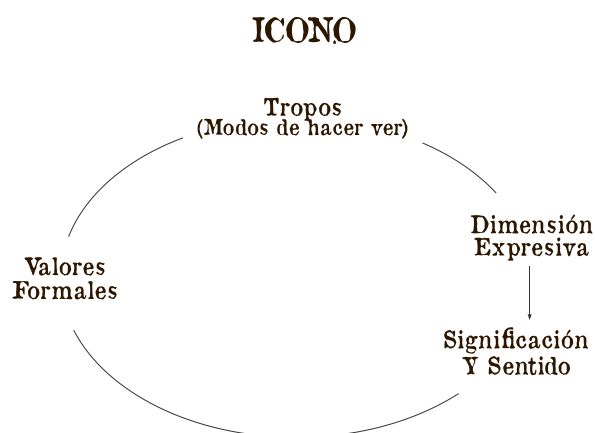 ICONO
Tropos
(Modos de hacer ver)
Dimensión
Expresiva
Valores
Formales
Significación
Y Sentido